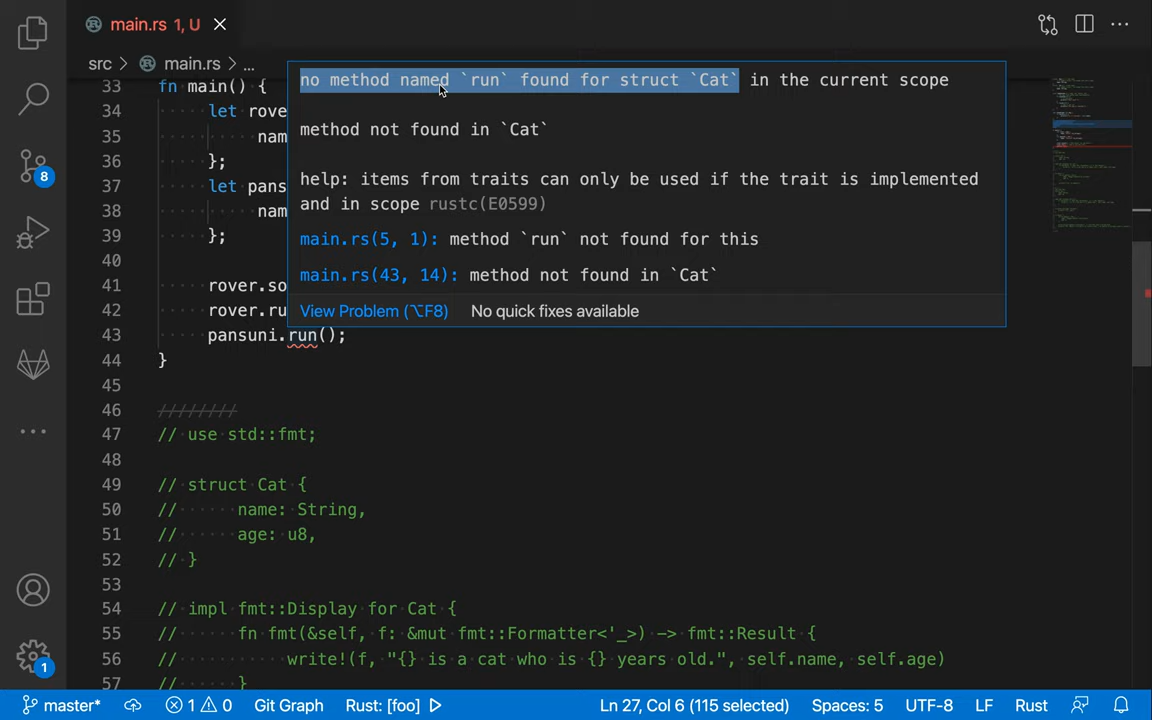 main.rs 1, U
src > main.rs > ...
33 fn main() {
34 let rove
35 nam
36 };
37 let pans
38 nam
39 };
40
41 rover.so
42 rover.ru
43 pansuni.run();
44 }
45
46 ////////
47 // use std::fmt;
48
49 // struct Cat {
50 // name: String,
51 // age: u8,
52 // }
53
54 // impl fmt::Display for Cat {
55 // fn fmt(&self, f: &mut fmt::Formatter<'_>) -> fmt::Result {
56 // write!(f, "{} is a cat who is {} years old.", self.name, self.age)
57 // }
no method named `run` found for struct `Cat` in the current scope
method not found in `Cat`
help: items from traits can only be used if the trait is implemented
and in scope rustc(E0599)
main.rs(5, 1): method `run` not found for this
main.rs(43, 14): method not found in `Cat`
View Problem (⌥F8) No quick fixes available
8
1
master* 1 0 Git Graph Rust: [foo] Ln 27, Col 6 (115 selected) Spaces: 5 UTF-8 LF Rust